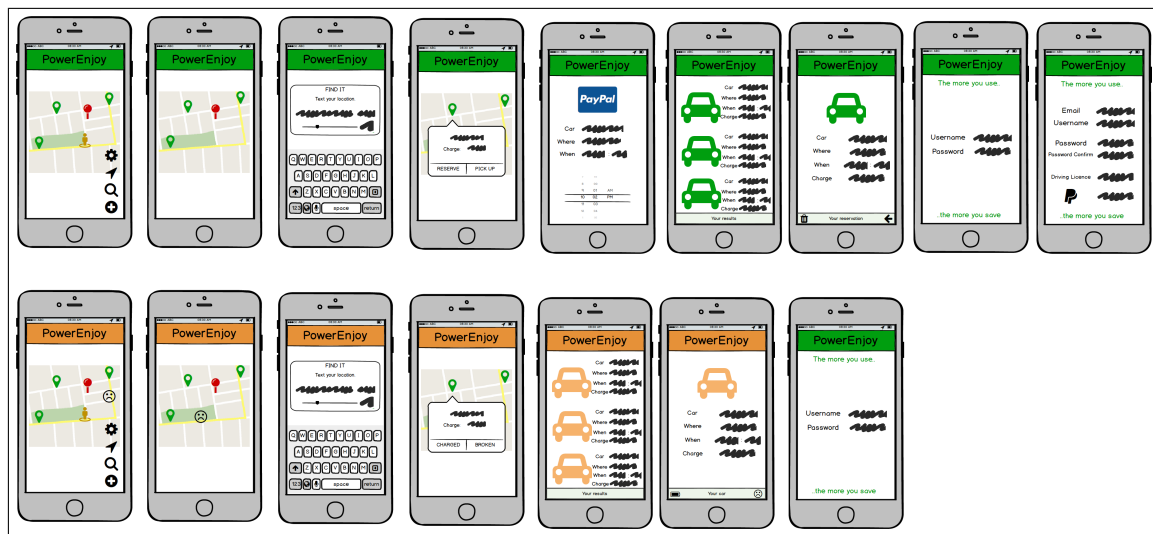 PowerEnjoy
PowerEnjoy
PowerEnjoy
FIND IT
Text your location.
Q W E R T Y U I O P
A S D F G H J K L
Z X C V B N M
123 space return
PowerEnjoy
Charge
RESERVE PICK UP
PowerEnjoy
PayPal
Car
Where
When
9 01 AM
10 02 PM
PowerEnjoy
Car
Where
When
Charge
Car
Where
When
Charge
Car
Where
When
Charge
Your results
PowerEnjoy
Car
Where
When
Charge
Your reservation
PowerEnjoy
The more you use..
Username
Password
..the more you save
PowerEnjoy
The more you use..
Email
Username
Password
Password Confirm
Driving Licence
..the more you save
PowerEnjoy
PowerEnjoy
PowerEnjoy
FIND IT
Text your location
Q W E R T Y U I O P
A S D F G H J K L
Z X C V B N M
123 space return
PowerEnjoy
Charge
CHARGED BROKEN
PowerEnjoy
Car
Where
When
Charge
Car
Where
When
Charge
Car
Where
When
Charge
Your results
PowerEnjoy
Car
Where
When
Charge
Your car
PowerEnjoy
The more you use..
Username
Password
..the more you save